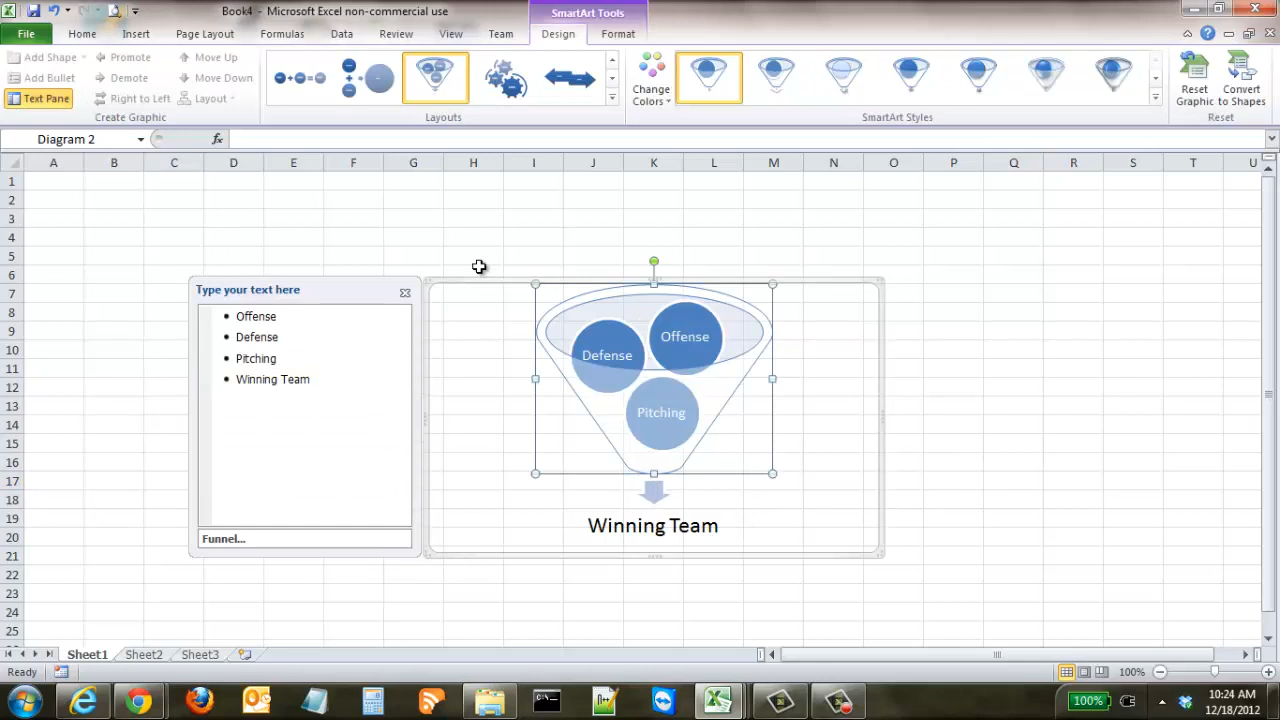 Book4 - Microsoft Excel non-commercial use
SmartArt Tools
File Home Insert Page Layout Formulas Data Review View Team Design Format
Add Shape Promote Move Up
Add Bullet Demote Move Down
Text Pane Right to Left Layout
Create Graphic
Layouts
Change Colors
SmartArt Styles
Reset Graphic
Convert to Shapes
Reset
Diagram 2
fx
A B C D E F G H I J K L M N O P Q R S T U
1
2
3
4
5
6
7
8
9
10
11
12
13
14
15
16
17
18
19
20
21
22
23
24
25
Type your text here
Offense
Defense
Pitching
Winning Team
Funnel...
Offense
Defense
Pitching
Winning Team
Sheet1 Sheet2 Sheet3
Ready
100%
100%
10:24 AM
12/18/2012